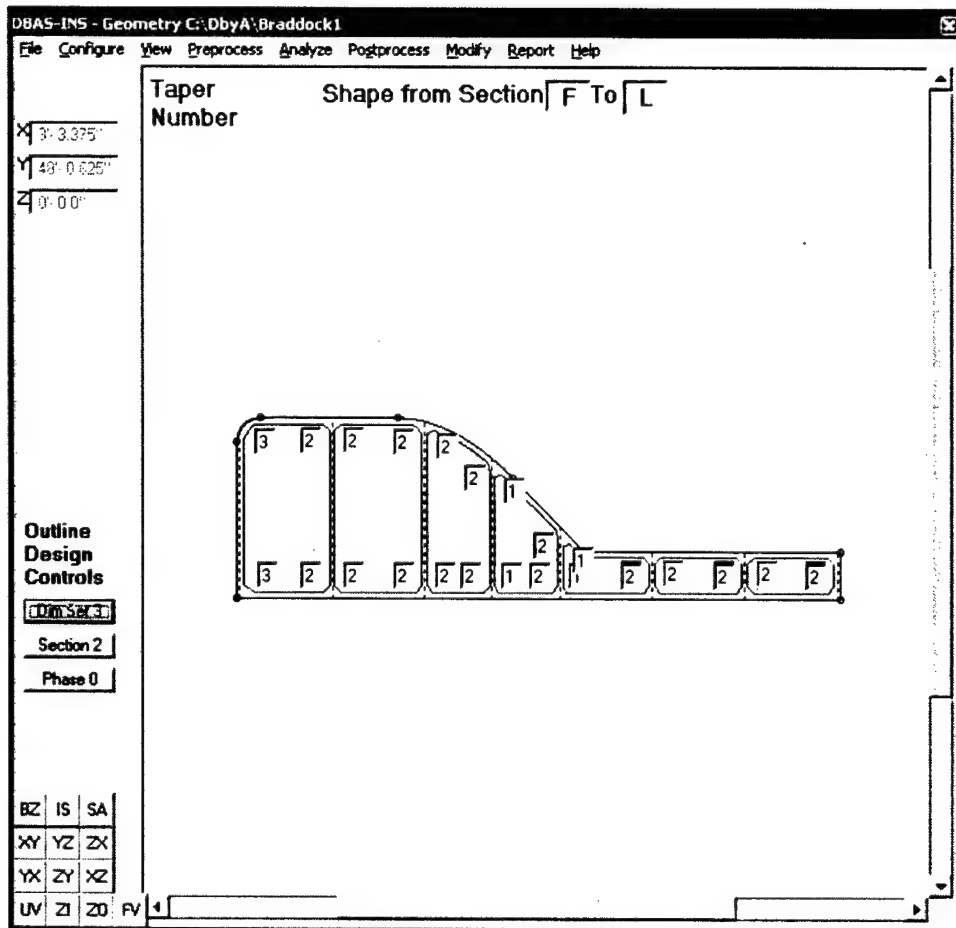 DBAS-INS - Geometry C:\DbyA\Braddock1
File Configure View Preprocess Analyze Postprocess Modify Report Help
Taper Number
Shape from Section F To L
X 3'- 3.375"
Y 48'- 0.625"
Z 0'- 0.0"
3 2 2 2 2
2 1
2 1
3 2 2 2 2 2 1 2 2 2 2 2 2
Outline
Design
Controls
Dim Set 3
Section 2
Phase 0
BZ IS SA
XY YZ ZX
YX ZY XZ
UV ZI ZO FV